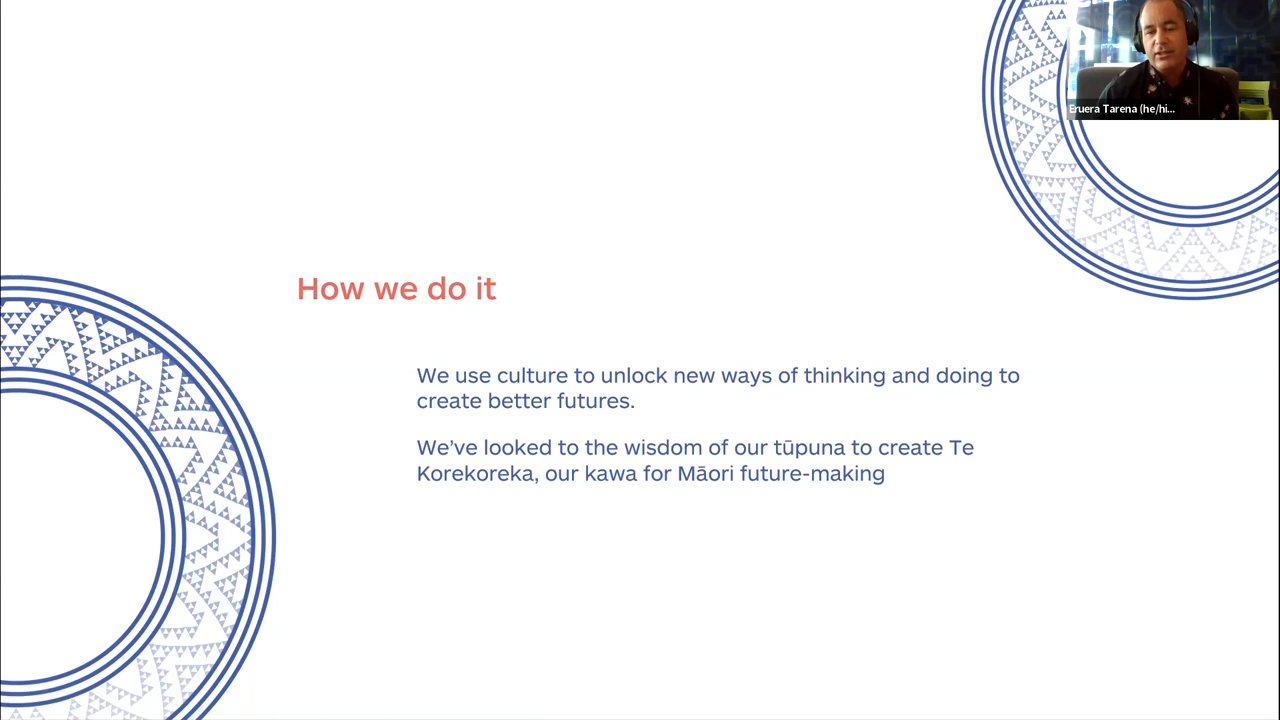 Eruera Tarena (he/hi...
How we do it
We use culture to unlock new ways of thinking and doing to
create better futures.
We’ve looked to the wisdom of our tūpuna to create Te
Korekoreka, our kawa for Māori future-making